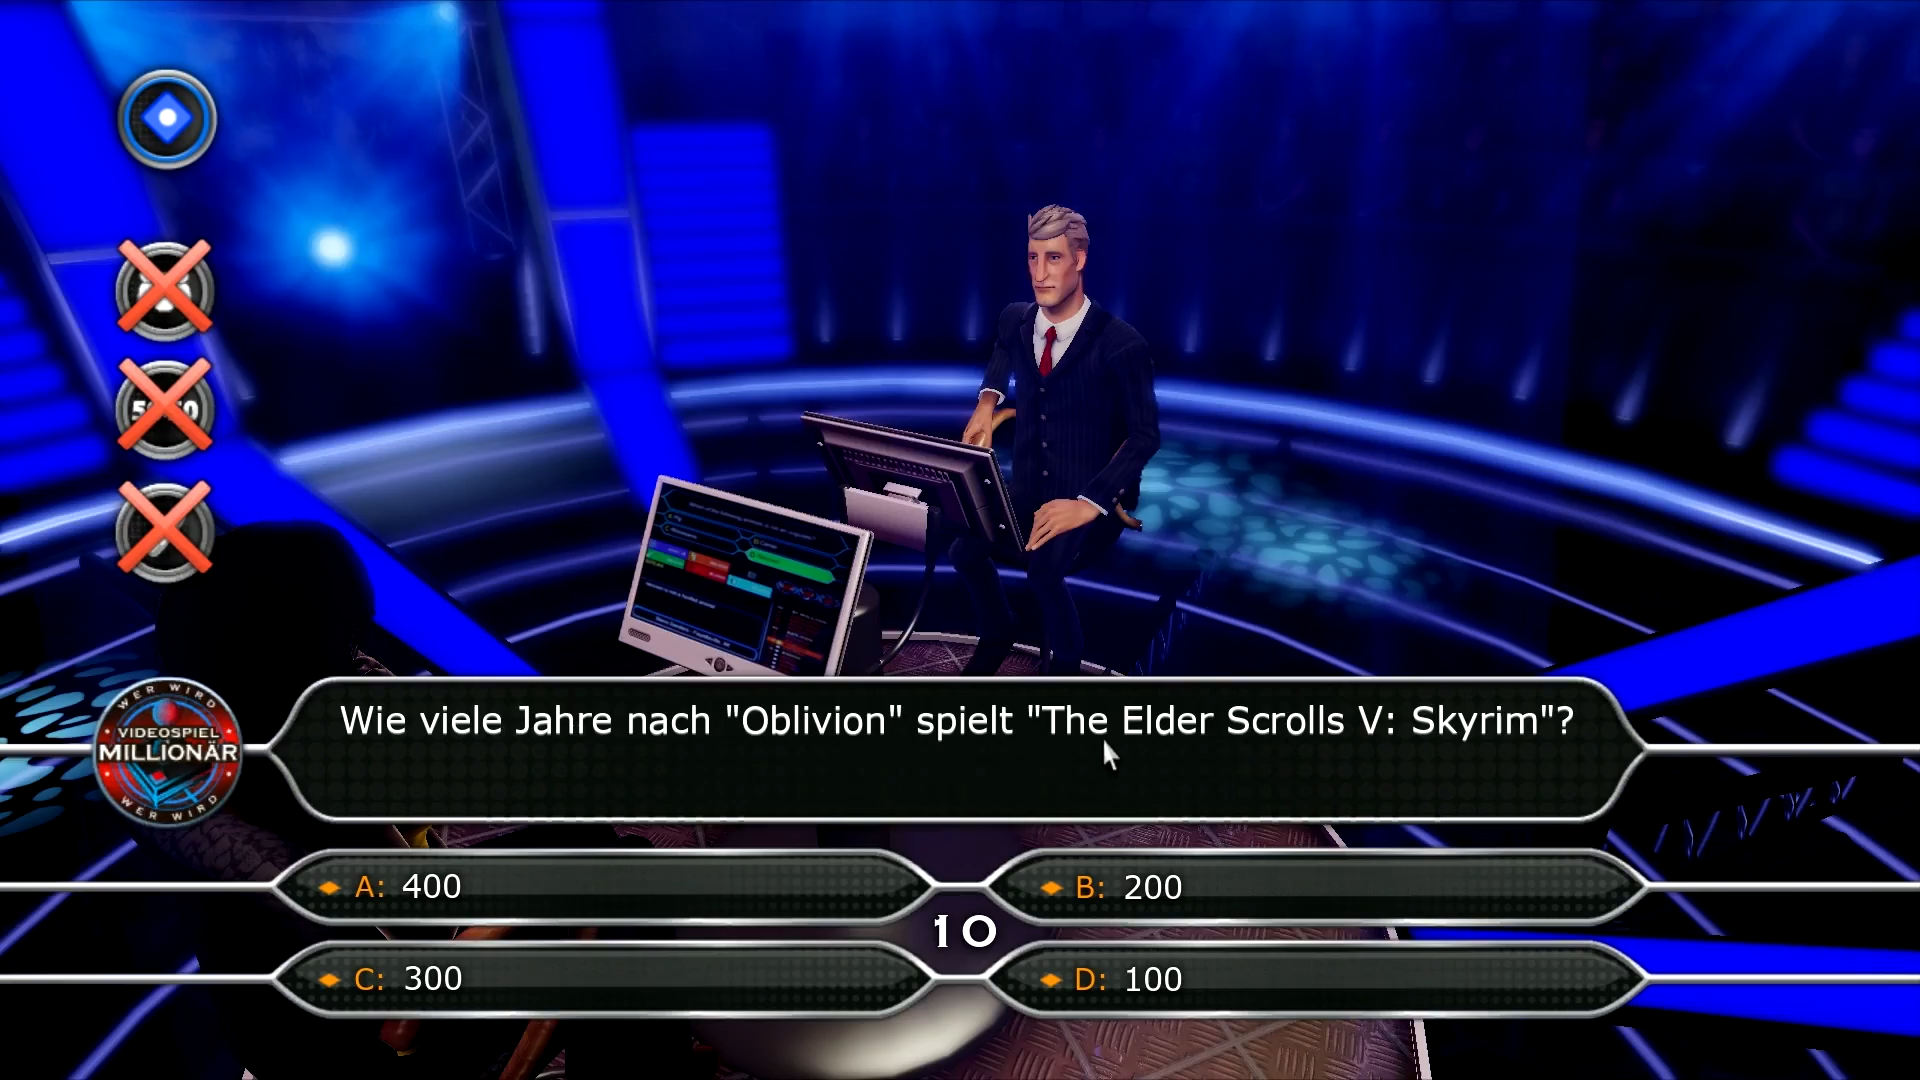 Wie viele Jahre nach "Oblivion" spielt "The Elder Scrolls V: Skyrim"?
WER WIRD
VIDEOSPIEL
MILLIONÄR
WER WIRD
A: 400
B: 200
10
C: 300
D: 100